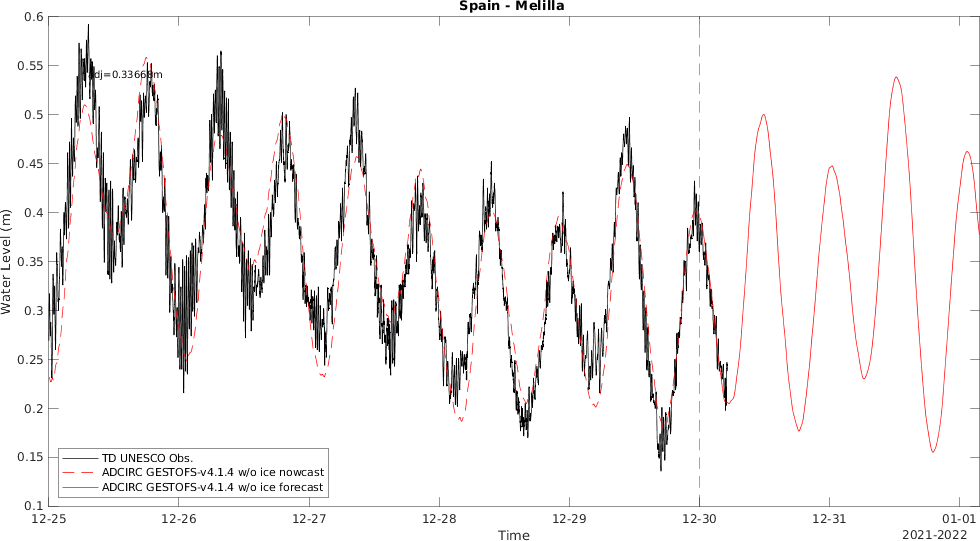 Spain - Melilla
0.6
0.55
0.5
0.45
0.4
0.35
0.3
0.25
0.2
0.15
0.1
Water Level (m)
adj=0.33668m
TD UNESCO Obs.
ADCIRC GESTOFS-v4.1.4 w/o ice nowcast
ADCIRC GESTOFS-v4.1.4 w/o ice forecast
12-25
12-26
12-27
12-28
12-29
12-30
12-31
01-01
Time
2021-2022